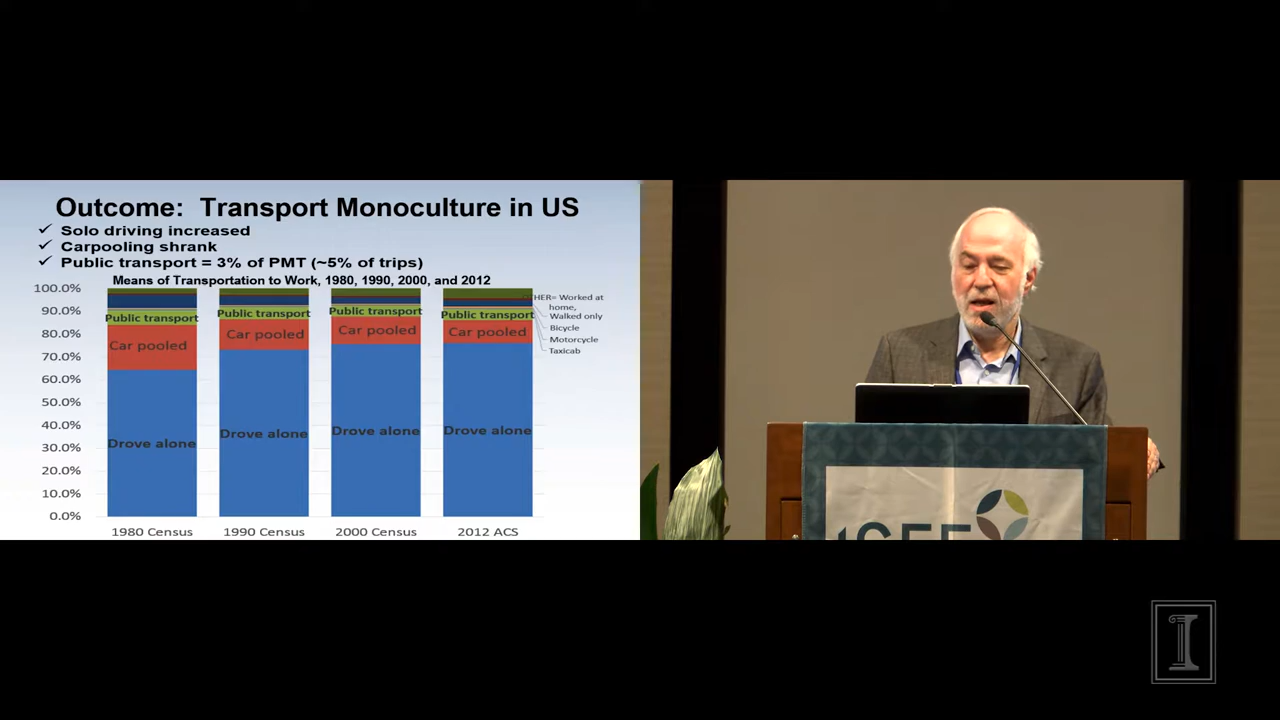 Outcome: Transport Monoculture in US
✓ Solo driving increased
✓ Carpooling shrank
✓ Public transport = 3% of PMT (~5% of trips)
Means of Transportation to Work, 1980, 1990, 2000, and 2012
100.0%
90.0%
80.0%
70.0%
60.0%
50.0%
40.0%
30.0%
20.0%
10.0%
0.0%
Public transport
Car pooled
Drove alone
Public transport
Car pooled
Drove alone
Public transport
Car pooled
Drove alone
Public transport
Car pooled
Drove alone
OTHER= Worked at
home,
Walked only
Bicycle
Motorcycle
Taxicab
1980 Census
1990 Census
2000 Census
2012 ACS
I